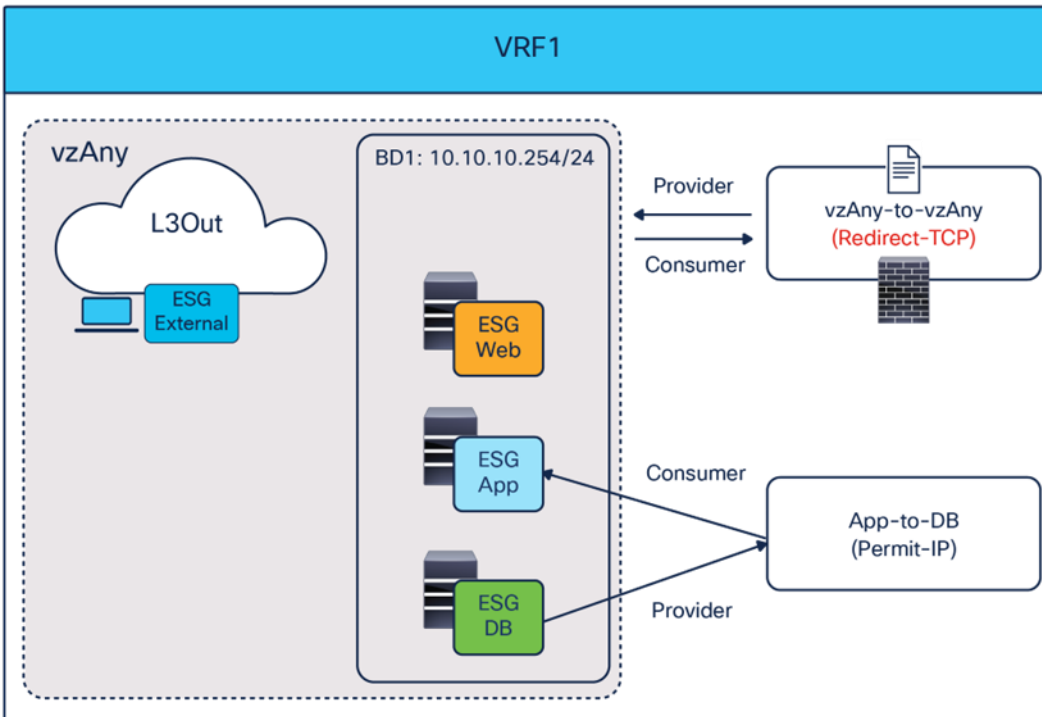 VRF1
vzAny
L3Out
ESG
External
BD1: 10.10.10.254/24
ESG
Web
ESG
App
ESG
DB
Provider
Consumer
vzAny-to-vzAny
(Redirect-TCP)
Consumer
Provider
App-to-DB
(Permit-IP)